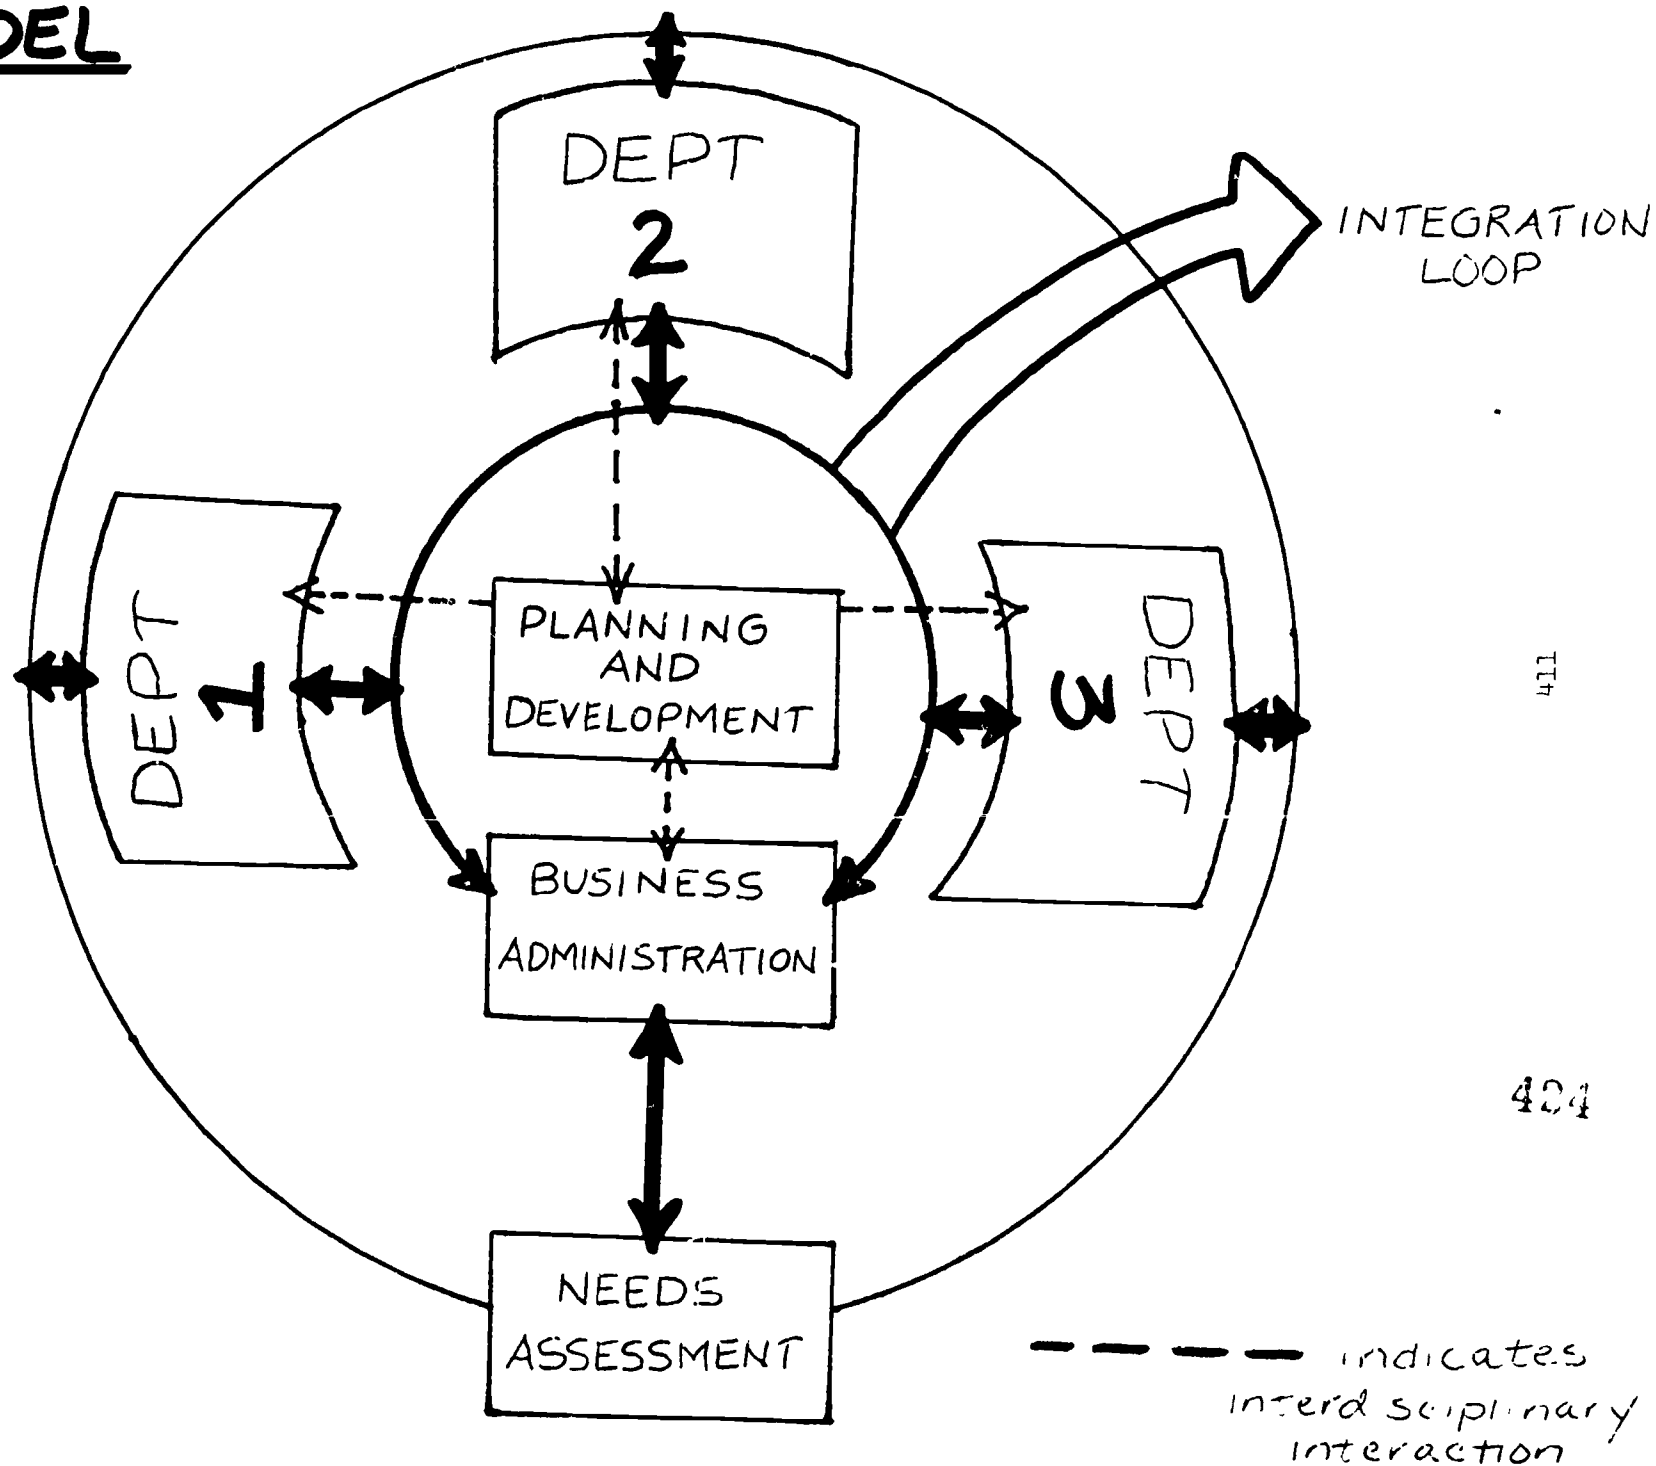 DEL
DEPT
2
INTEGRATION
LOOP
DEPT
1
PLANNING
AND
DEVELOPMENT
3
DEPT
411
BUSINESS
ADMINISTRATION
NEEDS
ASSESSMENT
indicates
interdisciplinary
interaction